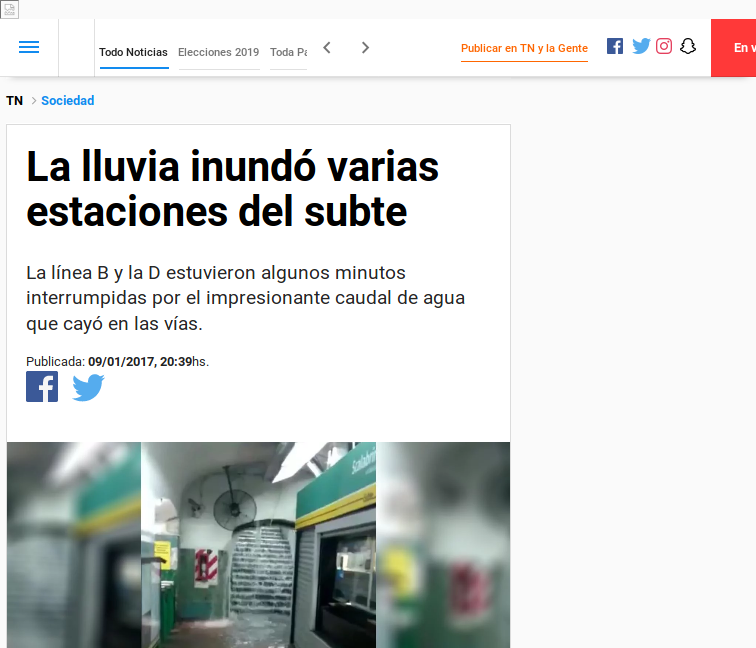 Todo Noticias Elecciones 2019 Toda Pa
Publicar en TN y la Gente
En v
TN > Sociedad
La lluvia inundó varias
estaciones del subte
La línea B y la D estuvieron algunos minutos
interrumpidas por el impresionante caudal de agua
que cayó en las vías.
Publicada: 09/01/2017, 20:39hs.
Scalabrini